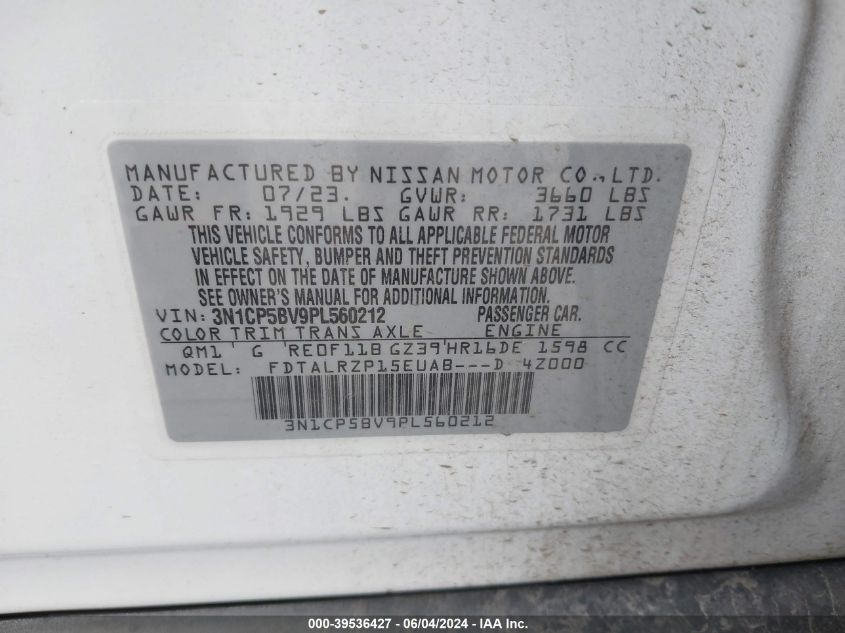 MANUFACTURED BY NISSAN MOTOR CO.,LTD.
DATE: 07/23. GVWR: 3660 LBS
GAWR FR: 1929 LBS GAWR RR: 1731 LBS
THIS VEHICLE CONFORMS TO ALL APPLICABLE FEDERAL MOTOR
VEHICLE SAFETY, BUMPER AND THEFT PREVENTION STANDARDS
IN EFFECT ON THE DATE OF MANUFACTURE SHOWN ABOVE.
SEE OWNER'S MANUAL FOR ADDITIONAL INFORMATION.
VIN: 3N1CP5BV9PL560212 PASSENGER CAR.
COLOR TRIM TRANS AXLE ENGINE
QM1 G RE0F11B GZ39 HR16DE 1598 CC
MODEL: FDTALRZP15EUAB---D 4Z000
3N1CP5BV9PL560212
000-39536427 - 06/04/2024 - IAAI.COM